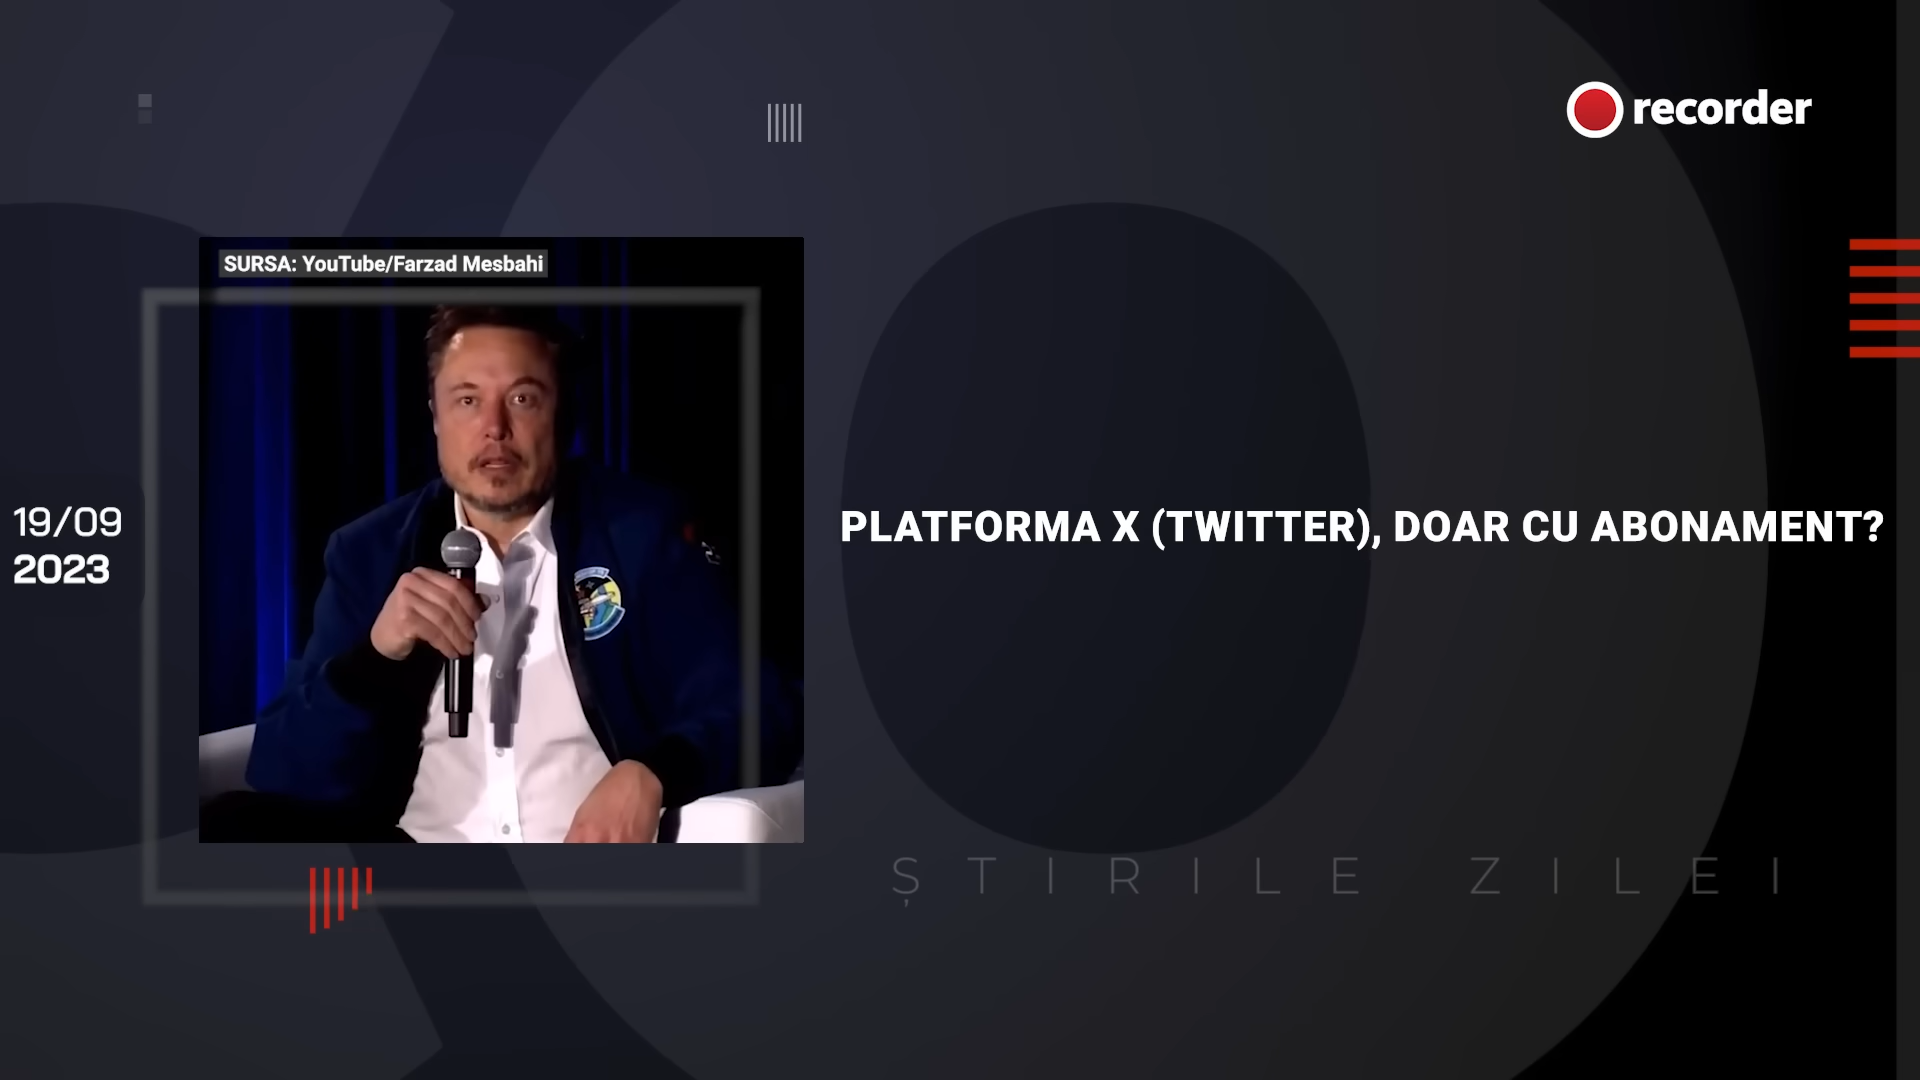 recorder
SURSA: YouTube/Farzad Mesbahi
19/09
2023
PLATFORMA X (TWITTER), DOAR CU ABONAMENT?
ȘTIRILE ZILEI